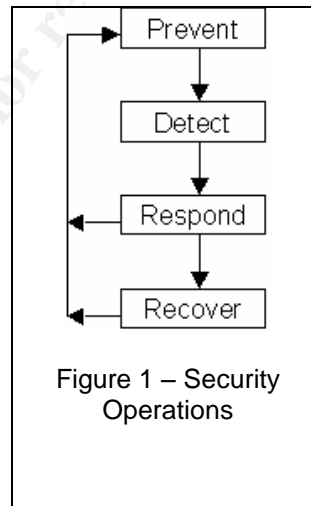 Prevent
Detect
Respond
Recover
Figure 1 – Security
Operations